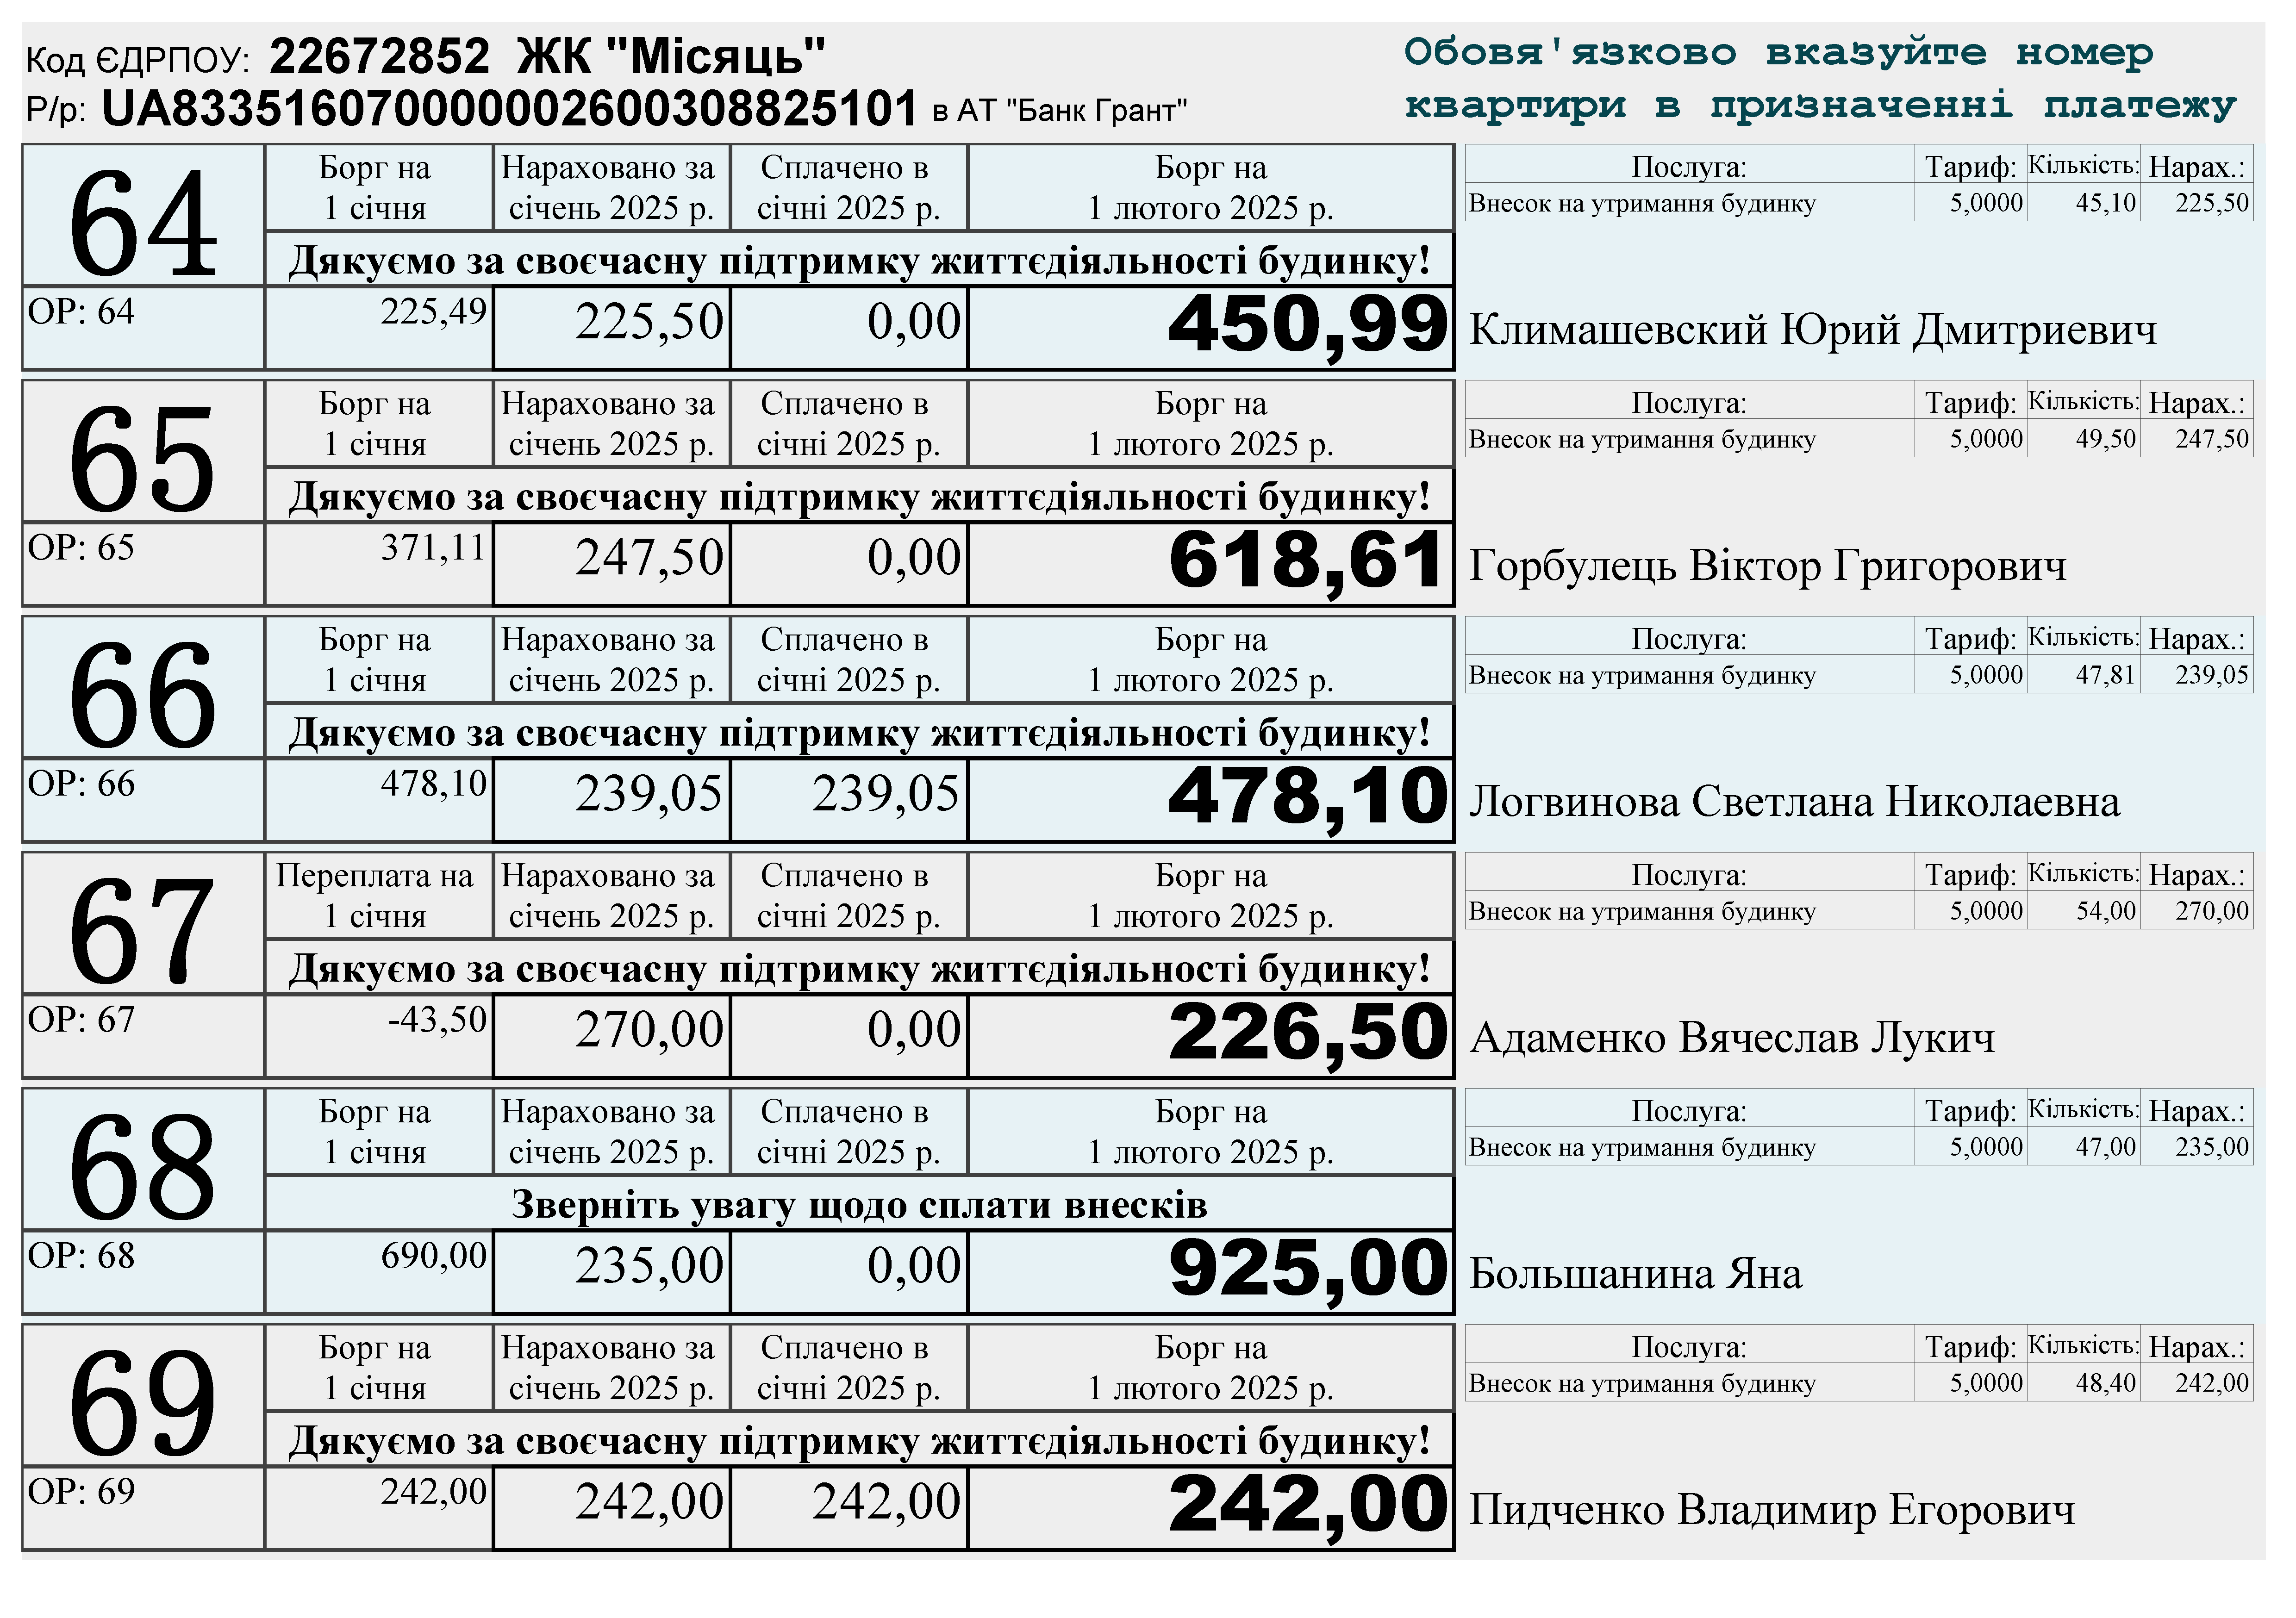 Код ЄДРПОУ: 22672852 ЖК "Місяць"
Р/р: UA833516070000002600308825101 в АТ "Банк Грант"
Обовя'язково вказуйте номер
квартири в призначенні платежу
64
Борг на
1 січня
Нараховано за
січень 2025 р.
Сплачено в
січні 2025 р.
Борг на
1 лютого 2025 р.
Дякуємо за своєчасну підтримку життєдіяльності будинку!
ОР: 64 225,49 225,50 0,00 450,99
Послуга: Тариф: Кількість: Нарах.:
Внесок на утримання будинку 5,0000 45,10 225,50
Климашевский Юрий Дмитриевич
65
Борг на
1 січня
Нараховано за
січень 2025 р.
Сплачено в
січні 2025 р.
Борг на
1 лютого 2025 р.
Дякуємо за своєчасну підтримку життєдіяльності будинку!
ОР: 65 371,11 247,50 0,00 618,61
Послуга: Тариф: Кількість: Нарах.:
Внесок на утримання будинку 5,0000 49,50 247,50
Горбулець Віктор Григорович
66
Борг на
1 січня
Нараховано за
січень 2025 р.
Сплачено в
січні 2025 р.
Борг на
1 лютого 2025 р.
Дякуємо за своєчасну підтримку життєдіяльності будинку!
ОР: 66 478,10 239,05 239,05 478,10
Послуга: Тариф: Кількість: Нарах.:
Внесок на утримання будинку 5,0000 47,81 239,05
Логвинова Светлана Николаевна
67
Переплата на
1 січня
Нараховано за
січень 2025 р.
Сплачено в
січні 2025 р.
Борг на
1 лютого 2025 р.
Дякуємо за своєчасну підтримку життєдіяльності будинку!
ОР: 67 -43,50 270,00 0,00 226,50
Послуга: Тариф: Кількість: Нарах.:
Внесок на утримання будинку 5,0000 54,00 270,00
Адаменко Вячеслав Лукич
68
Борг на
1 січня
Нараховано за
січень 2025 р.
Сплачено в
січні 2025 р.
Борг на
1 лютого 2025 р.
Зверніть увагу щодо сплати внесків
ОР: 68 690,00 235,00 0,00 925,00
Послуга: Тариф: Кількість: Нарах.:
Внесок на утримання будинку 5,0000 47,00 235,00
Большанина Яна
69
Борг на
1 січня
Нараховано за
січень 2025 р.
Сплачено в
січні 2025 р.
Борг на
1 лютого 2025 р.
Дякуємо за своєчасну підтримку життєдіяльності будинку!
ОР: 69 242,00 242,00 242,00 242,00
Послуга: Тариф: Кількість: Нарах.:
Внесок на утримання будинку 5,0000 48,40 242,00
Пидченко Владимир Егорович